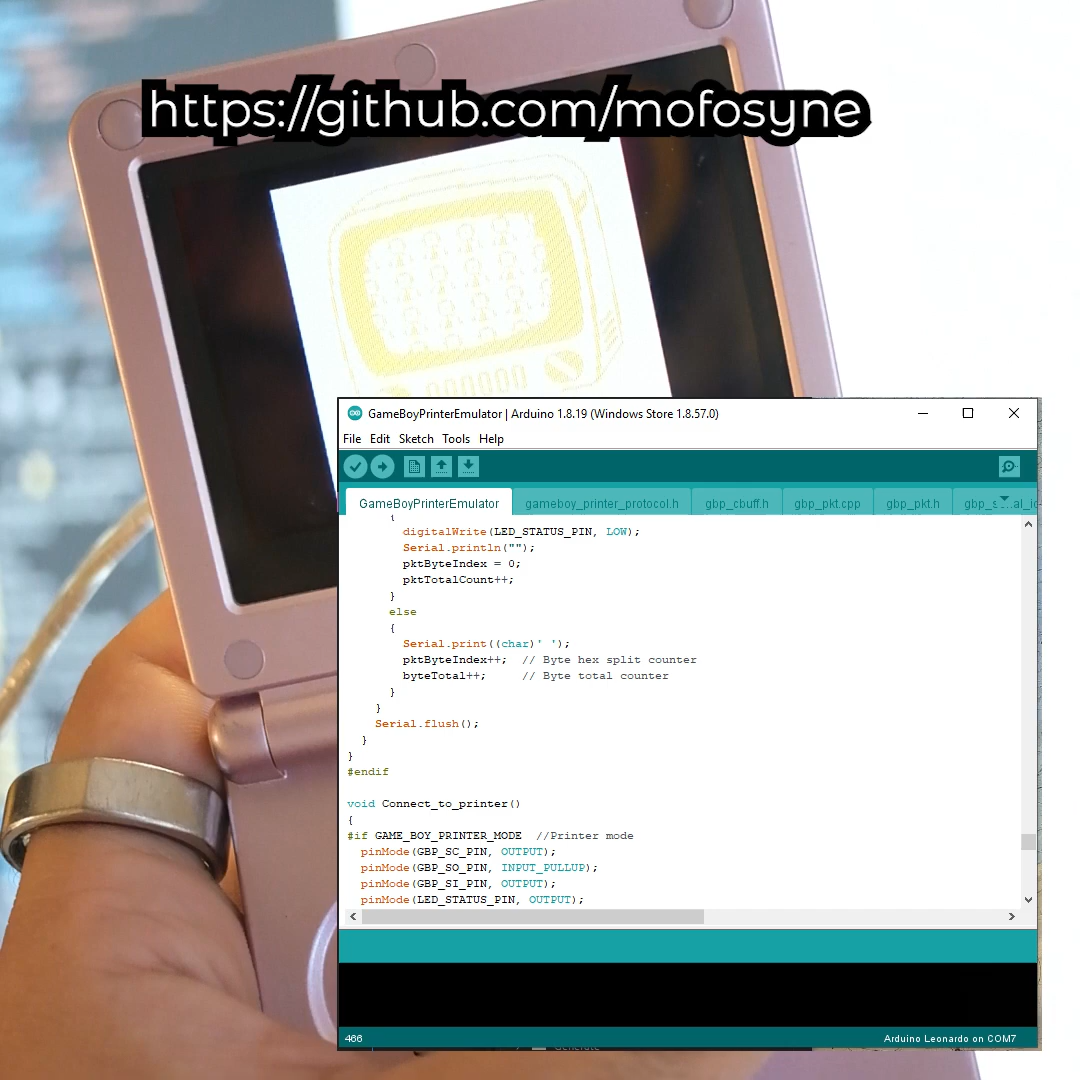 https://github.com/mofosyne
GameBoyPrinterEmulator | Arduino 1.8.19 (Windows Store 1.8.57.0)
File Edit Sketch Tools Help
GameBoyPrinterEmulator gameboy_printer_protocol.h gbp_cbuff.h gbp_pkt.cpp gbp_pkt.h
{
digitalWrite(LED_STATUS_PIN, LOW);
Serial.println("");
pktByteIndex = 0;
pktTotalCount++;
}
else
{
Serial.print((char)' ');
pktByteIndex++; // Byte hex split counter
byteTotal++; // Byte total counter
}
}
Serial.flush();
}
}
#endif
void Connect_to_printer()
{
#if GAME_BOY_PRINTER_MODE //Printer mode
pinMode(GBP_SC_PIN, OUTPUT);
pinMode(GBP_SO_PIN, INPUT_PULLUP);
pinMode(GBP_SI_PIN, OUTPUT);
pinMode(LED_STATUS_PIN, OUTPUT);
466 Arduino Leonardo on COM7